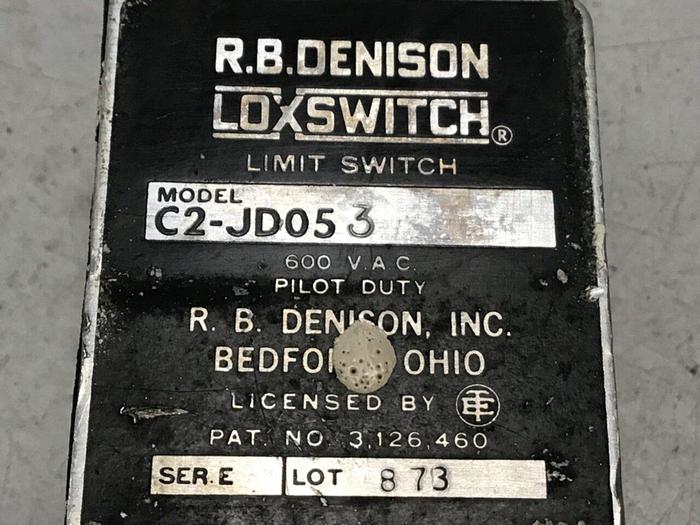 R.B.DENISON
LOXSWITCH®
LIMIT SWITCH
MODEL
C2-JD05 3
600 V.A.C.
PILOT DUTY
R. B. DENISON, INC.
OHIO
LICENSED BY
PAT. NO. 3,126,460
SER. E LOT 8 73